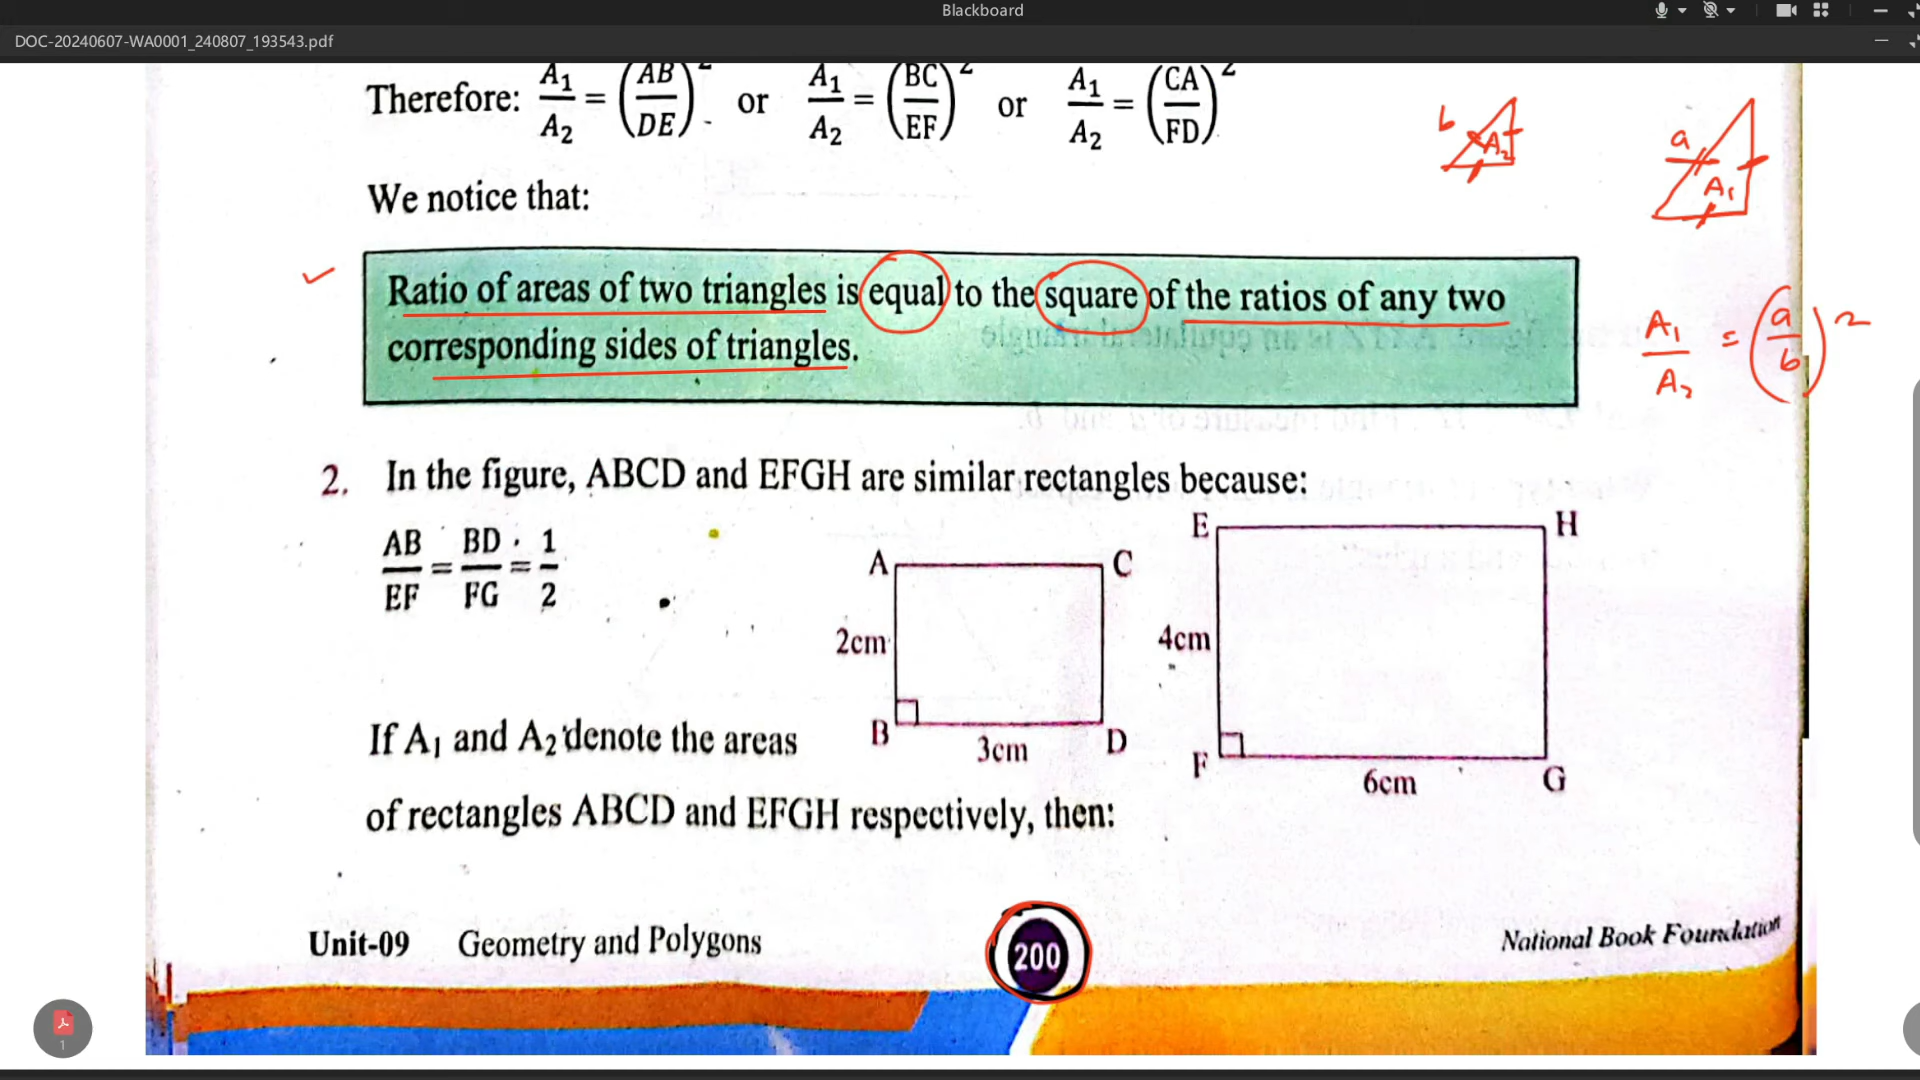 Blackboard
DOC-20240607-WA0001_240807_193543.pdf
Therefore: A₁/A₂ = (AB/DE)² or A₁/A₂ = (BC/EF)² or A₁/A₂ = (CA/FD)²
b A₂
a A₁
We notice that:
Ratio of areas of two triangles is equal to the square of the ratios of any two
corresponding sides of triangles.
A₁/A₂ = (a/b)²
2. In the figure, ABCD and EFGH are similar rectangles because:
AB/EF = BD/FG = 1/2
A C
2cm
B 3cm D
E H
4cm
F 6cm G
If A₁ and A₂ denote the areas
of rectangles ABCD and EFGH respectively, then:
Unit-09 Geometry and Polygons 200 National Book Foundation
1